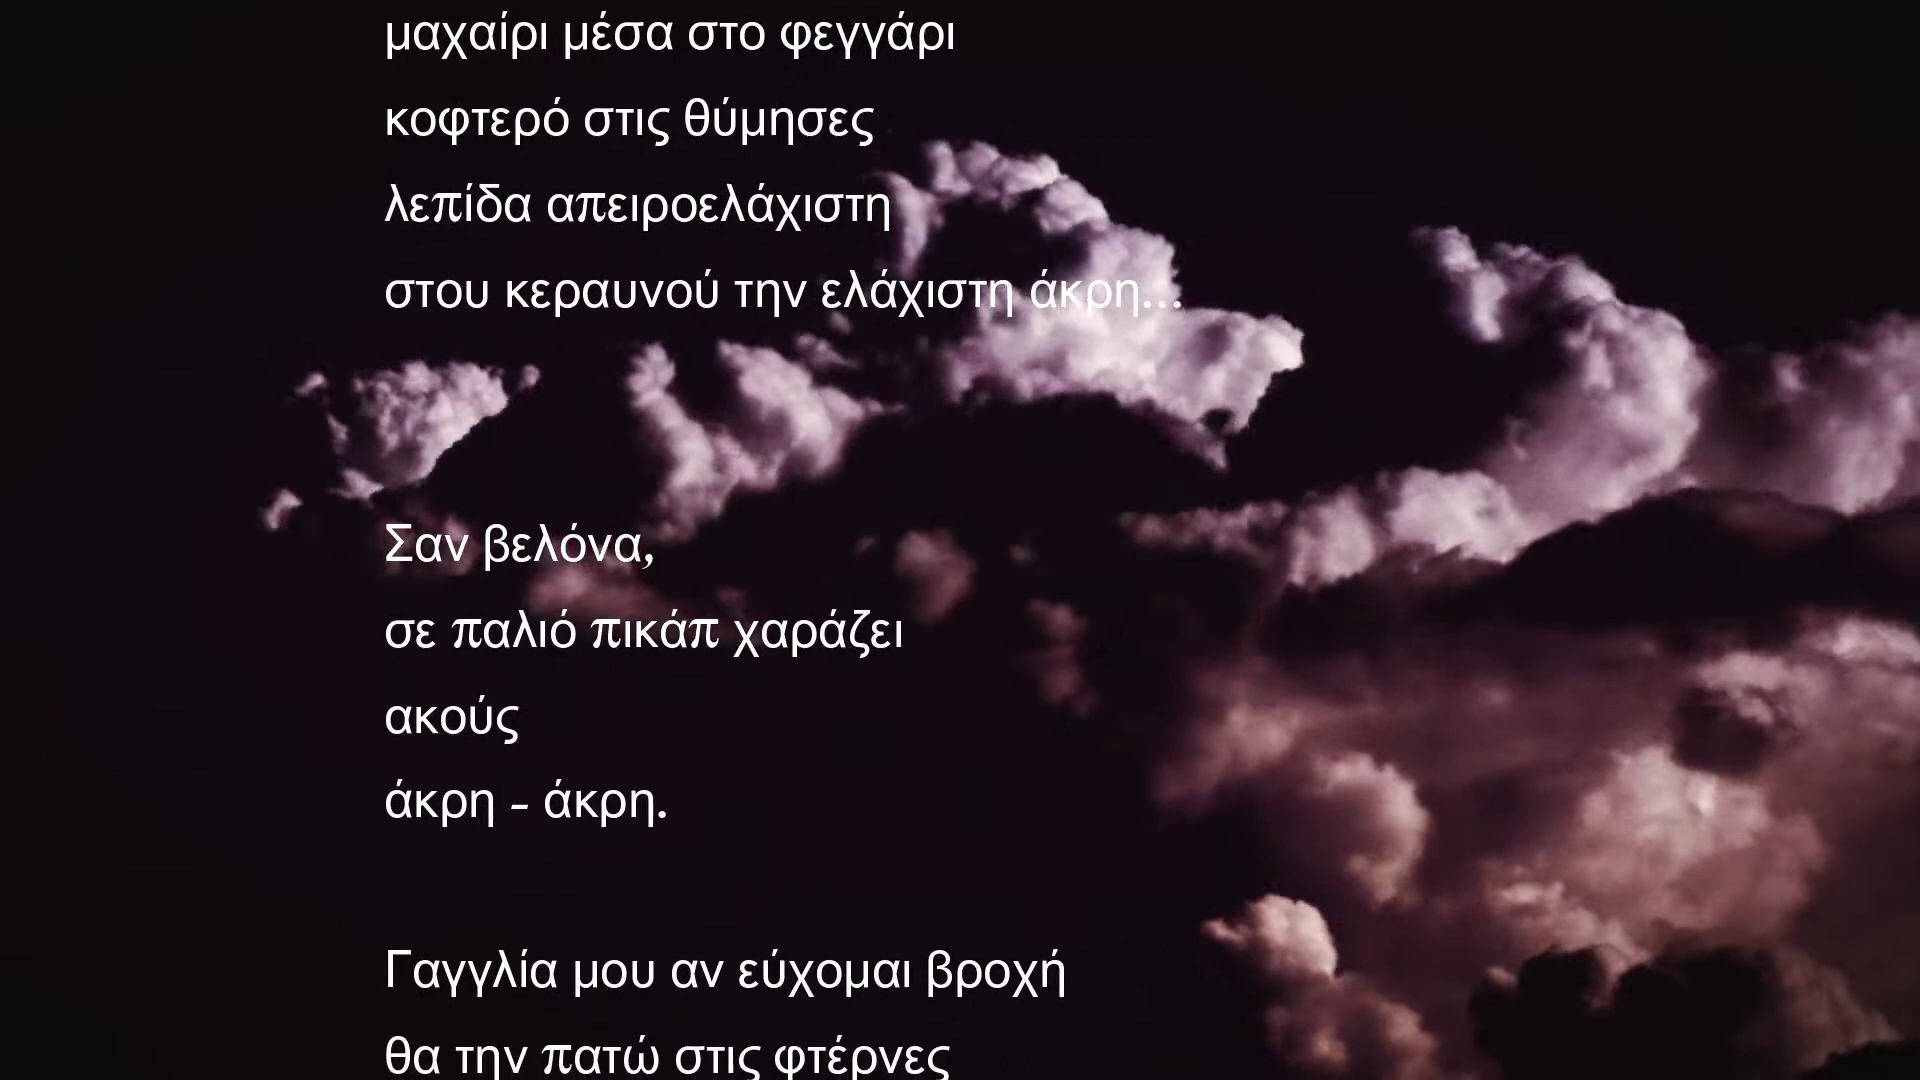 μαχαίρι μέσα στο φεγγάρι
κοφτερό στις θύμησες
λεπίδα απειροελάχιστη
στου κεραυνού την ελάχιστη άκρη...
Σαν βελόνα,
σε παλιό πικάπ χαράζει
ακούς
άκρη - άκρη.
Γαγγλία μου αν εύχομαι βροχή
θα την πατώ στις φτέρνες